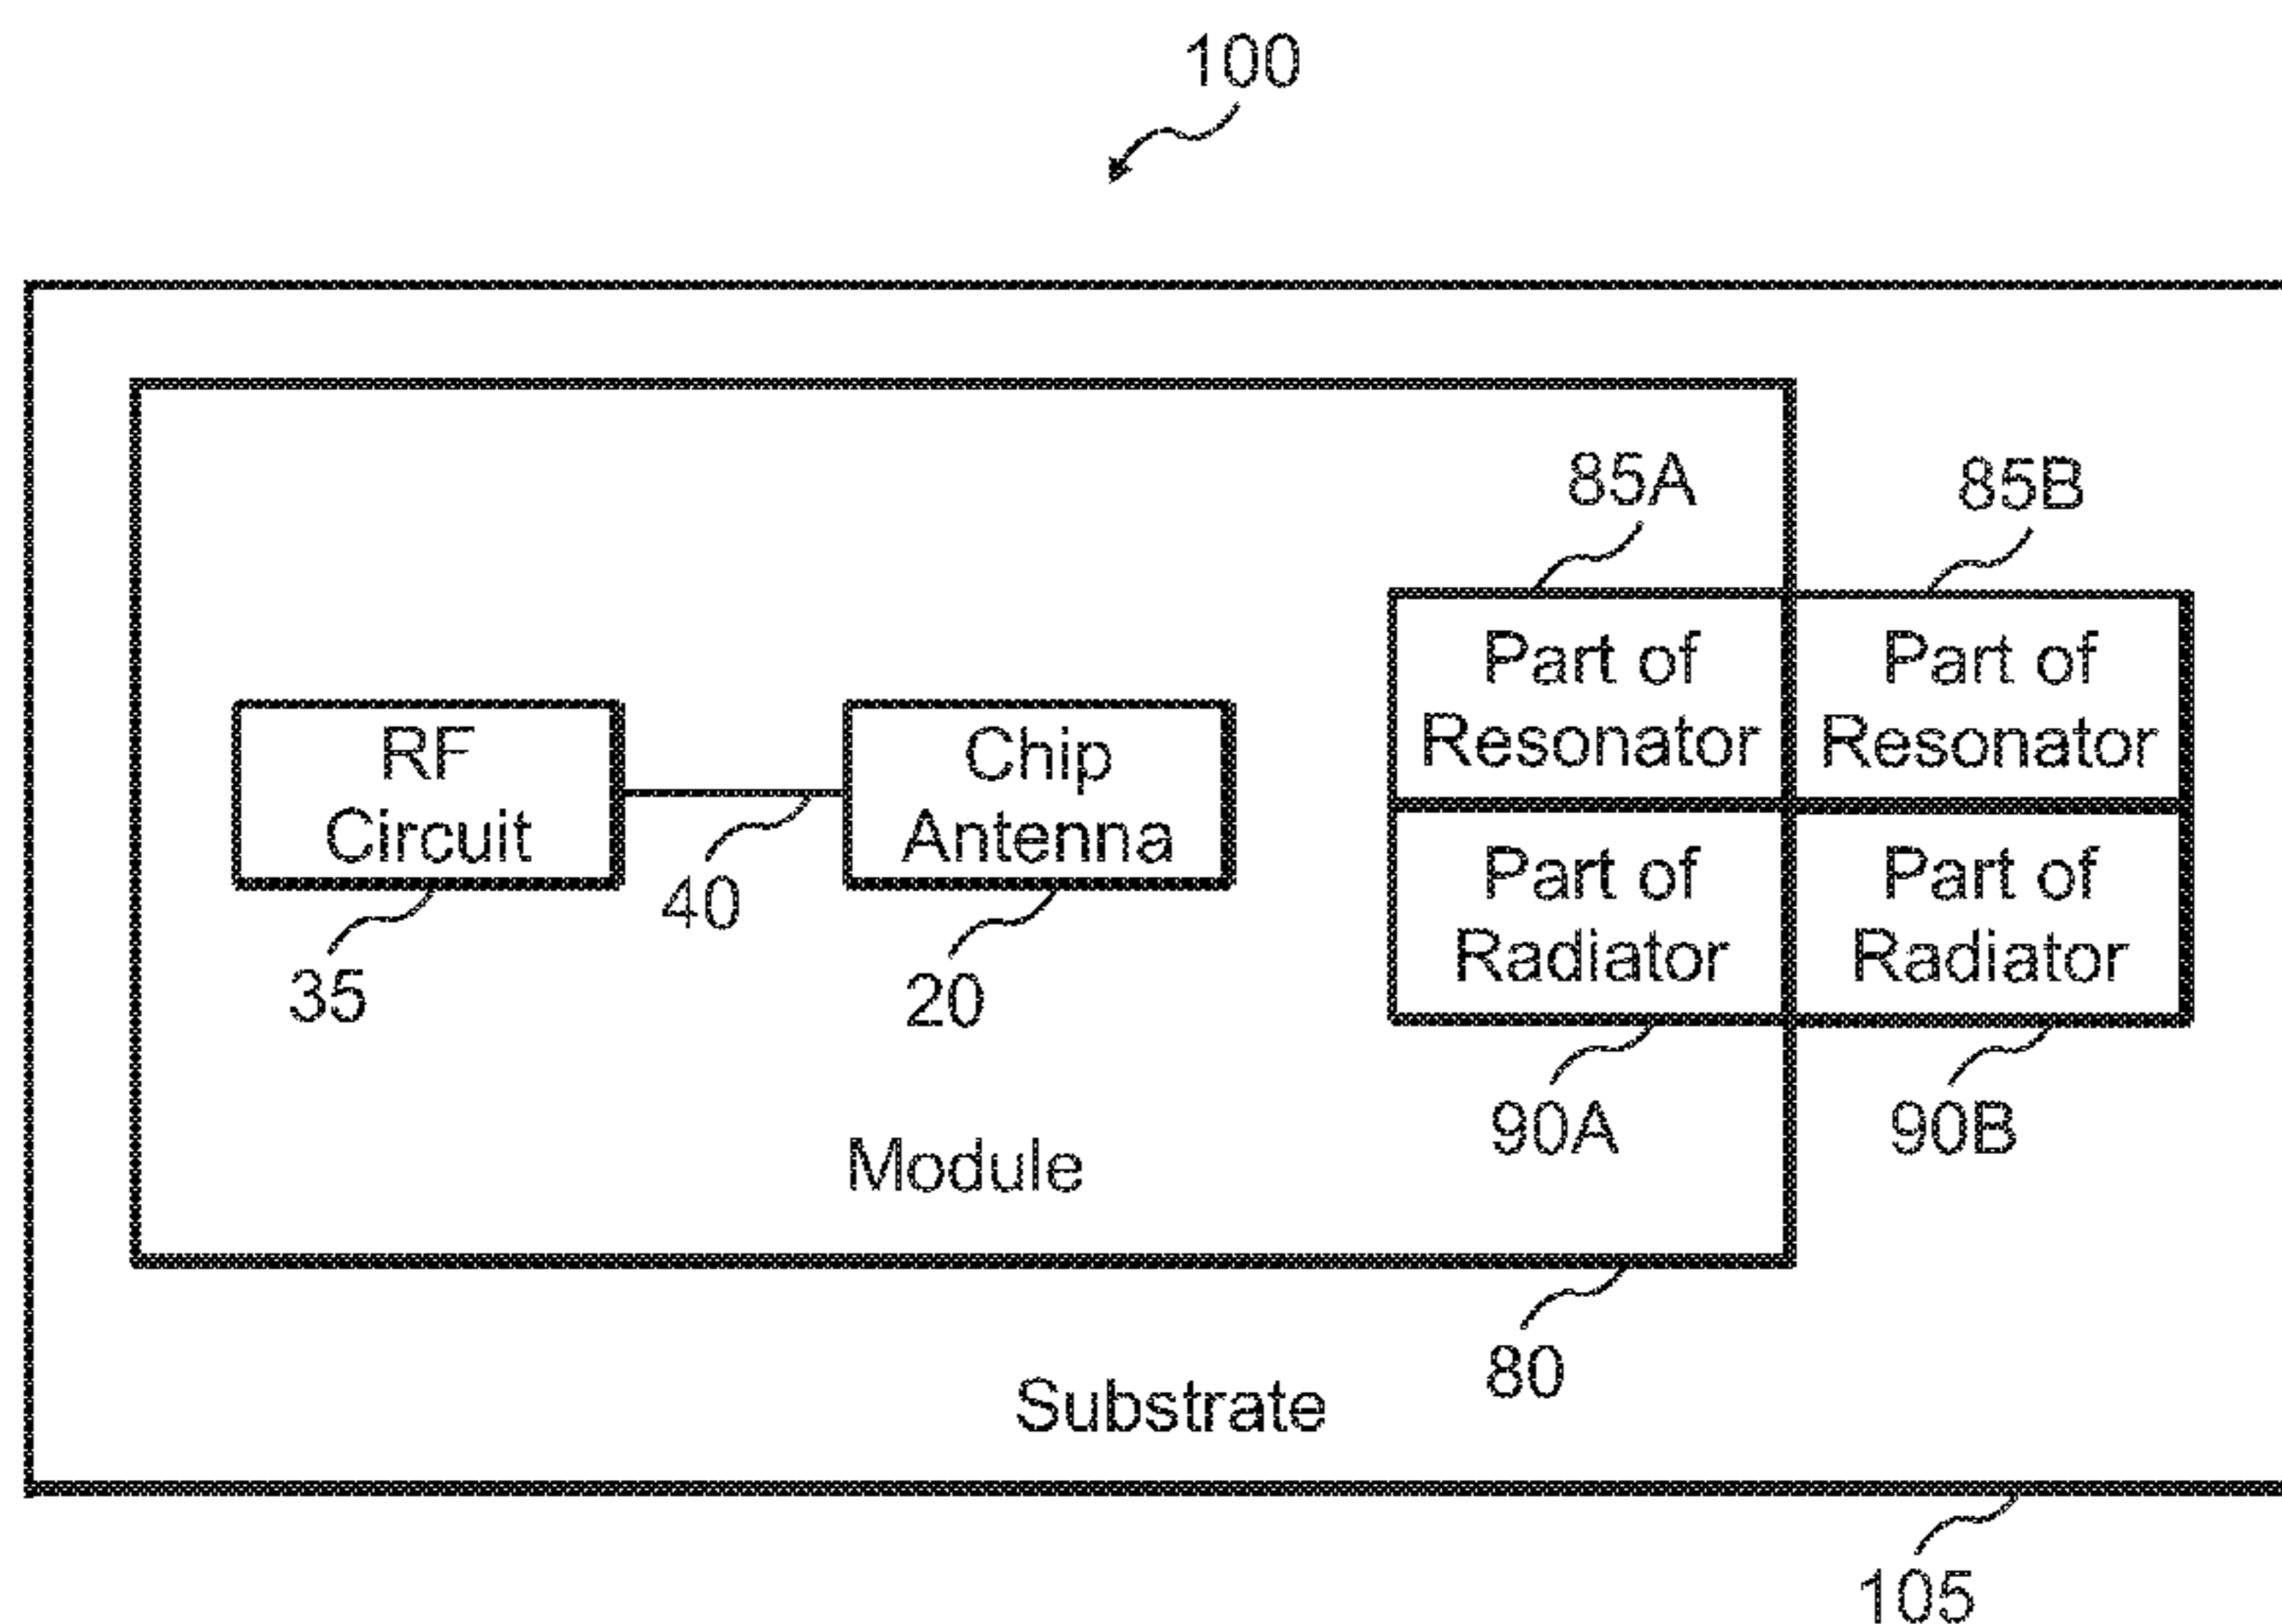 100
85A
85B
Part of
Resonator
Part of
Resonator
RF
Circuit
Chip
Antenna
40
35
20
Part of
Radiator
Part of
Radiator
90A
90B
Module
80
Substrate
105